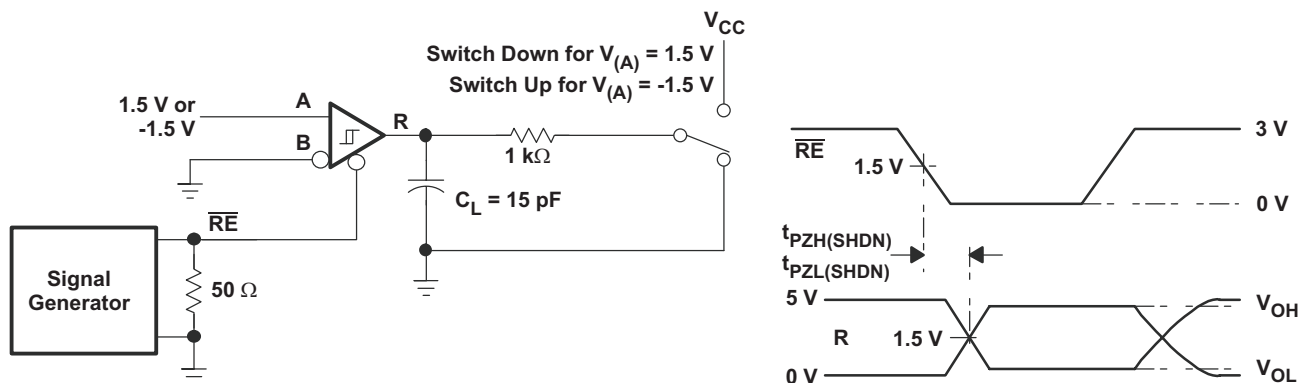 V_CC
Switch Down for V_(A) = 1.5 V
Switch Up for V_(A) = -1.5 V
1.5 V or
-1.5 V
A
R
B
1 kΩ
C_L = 15 pF
RE
Signal
Generator
50 Ω
3 V
RE
1.5 V
0 V
t_PZH(SHDN)
t_PZL(SHDN)
5 V
V_OH
R
1.5 V
0 V
V_OL